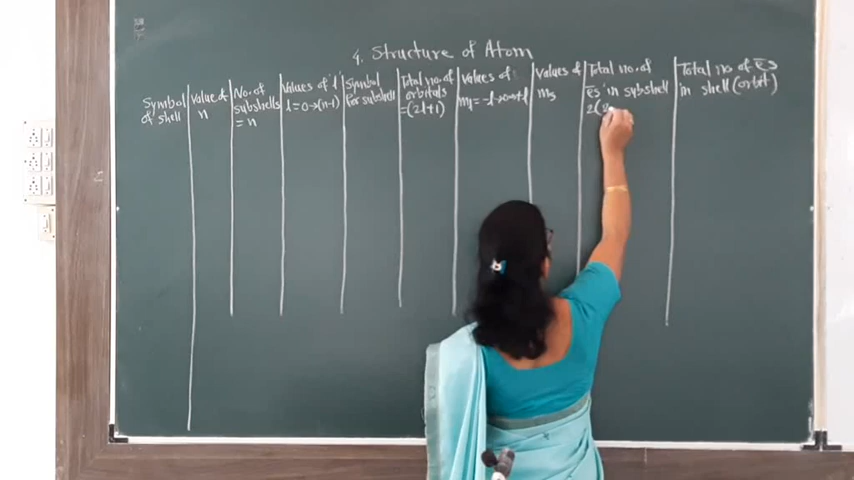 4. Structure of Atom
Symbol
of shell
Value of
n
No. of
subshells
= n
Values of 'l'
l = 0 → (n-1)
Symbol
for subshell
Total no. of
orbitals
= (2l+1)
Values of
mₗ = -l → 0 → +l
Values of
mₛ
Total no. of
e̅s in subshell
2(2
Total no. of e̅s
in shell (orbit)